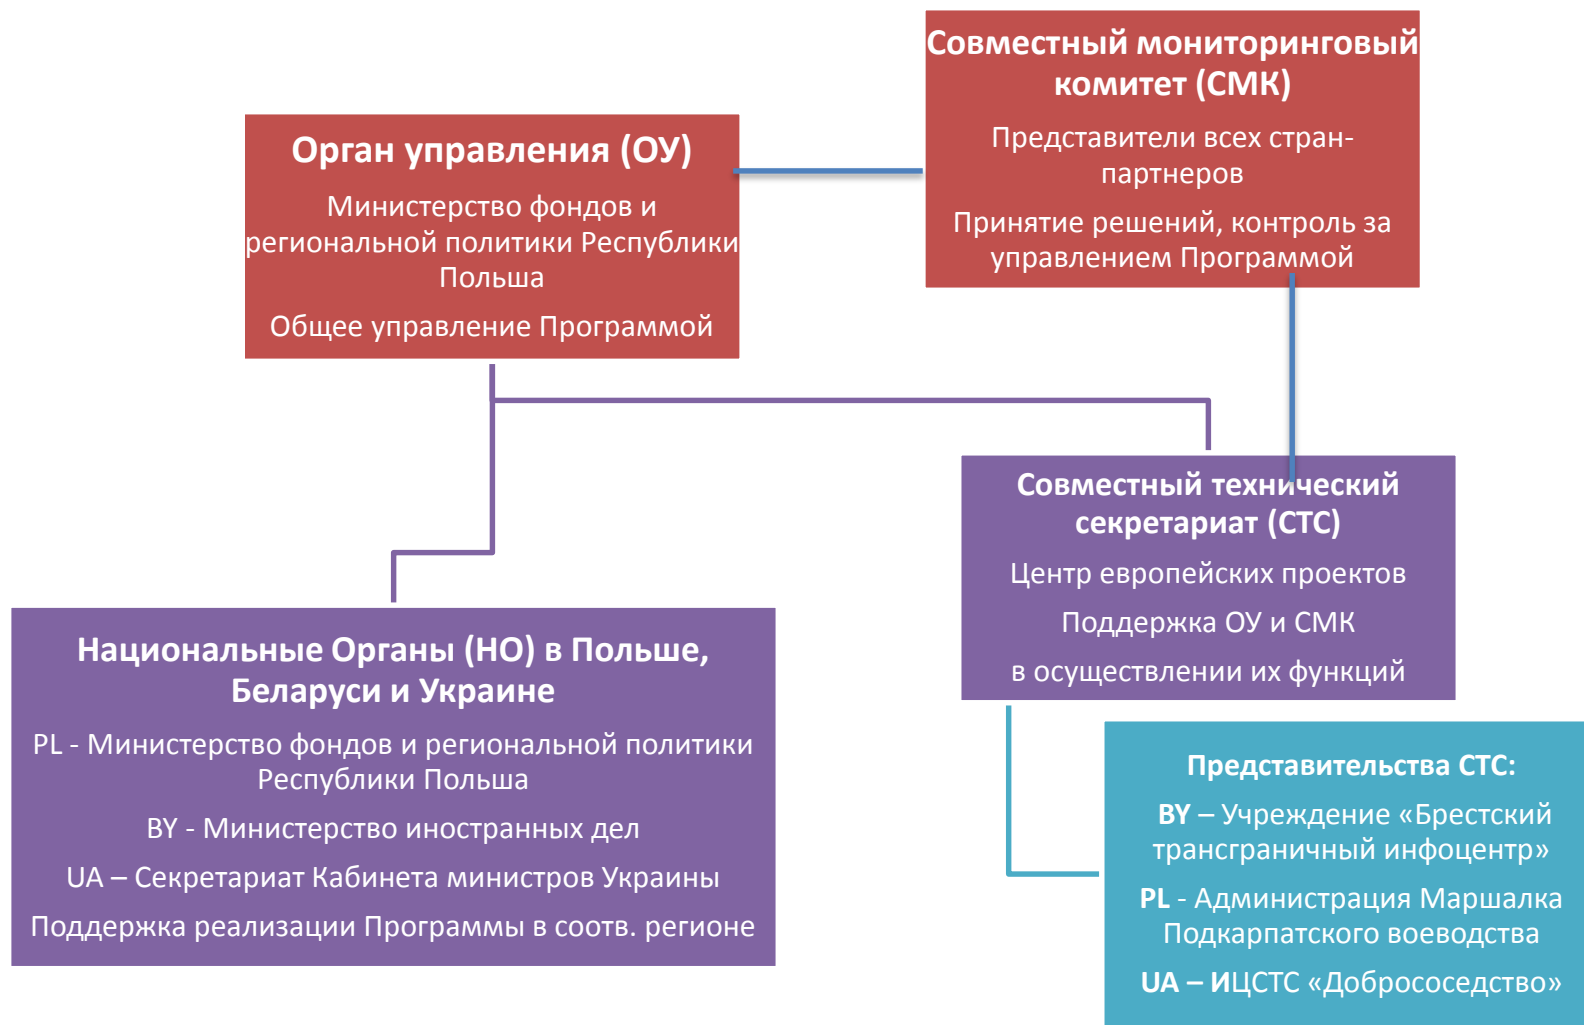 Совместный мониторинговый
комитет (СМК)
Представители всех стран-
партнеров
Принятие решений, контроль за
управлением Программой
Орган управления (ОУ)
Министерство фондов и
региональной политики Республики
Польша
Общее управление Программой
Совместный технический
секретариат (СТС)
Центр европейских проектов
Поддержка ОУ и СМК
в осуществлении их функций
Национальные Органы (НО) в Польше,
Беларуси и Украине
PL - Министерство фондов и региональной политики
Республики Польша
BY - Министерство иностранных дел
UA – Секретариат Кабинета министров Украины
Поддержка реализации Программы в соотв. регионе
Представительства СТС:
BY – Учреждение «Брестский
трансграничный инфоцентр»
PL - Администрация Маршалка
Подкарпатского воеводства
UA – ИЦСТС «Добрососедство»